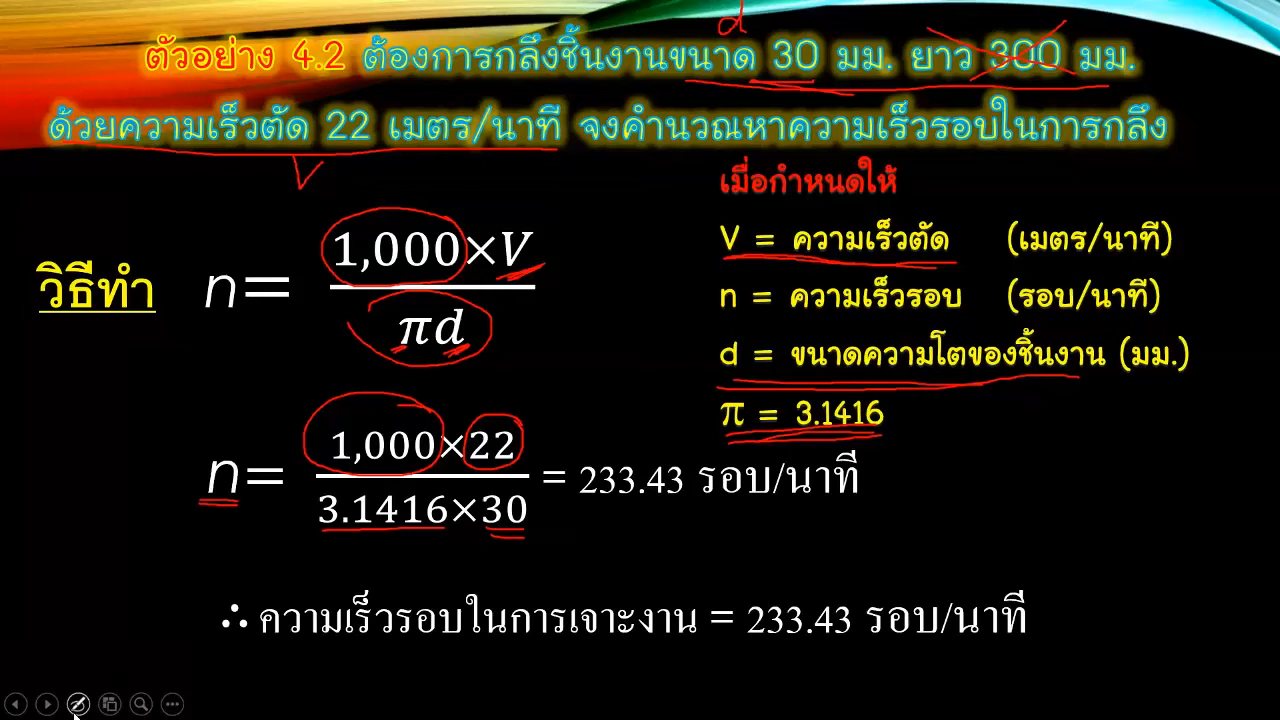 d
ตัวอย่าง 4.2 ต้องการกลึงชิ้นงานขนาด 30 มม. ยาว 300 มม.
ด้วยความเร็วตัด 22 เมตร/นาที จงคำนวณหาความเร็วรอบในการกลึง
V
เมื่อกำหนดให้
V = ความเร็วตัด (เมตร/นาที)
n = ความเร็วรอบ (รอบ/นาที)
d = ขนาดความโตของชิ้นงาน (มม.)
π = 3.1416
วิธีทำ n= 1,000×V
πd
n= 1,000×22
3.1416×30
= 233.43 รอบ/นาที
∴ ความเร็วรอบในการเจาะงาน = 233.43 รอบ/นาที